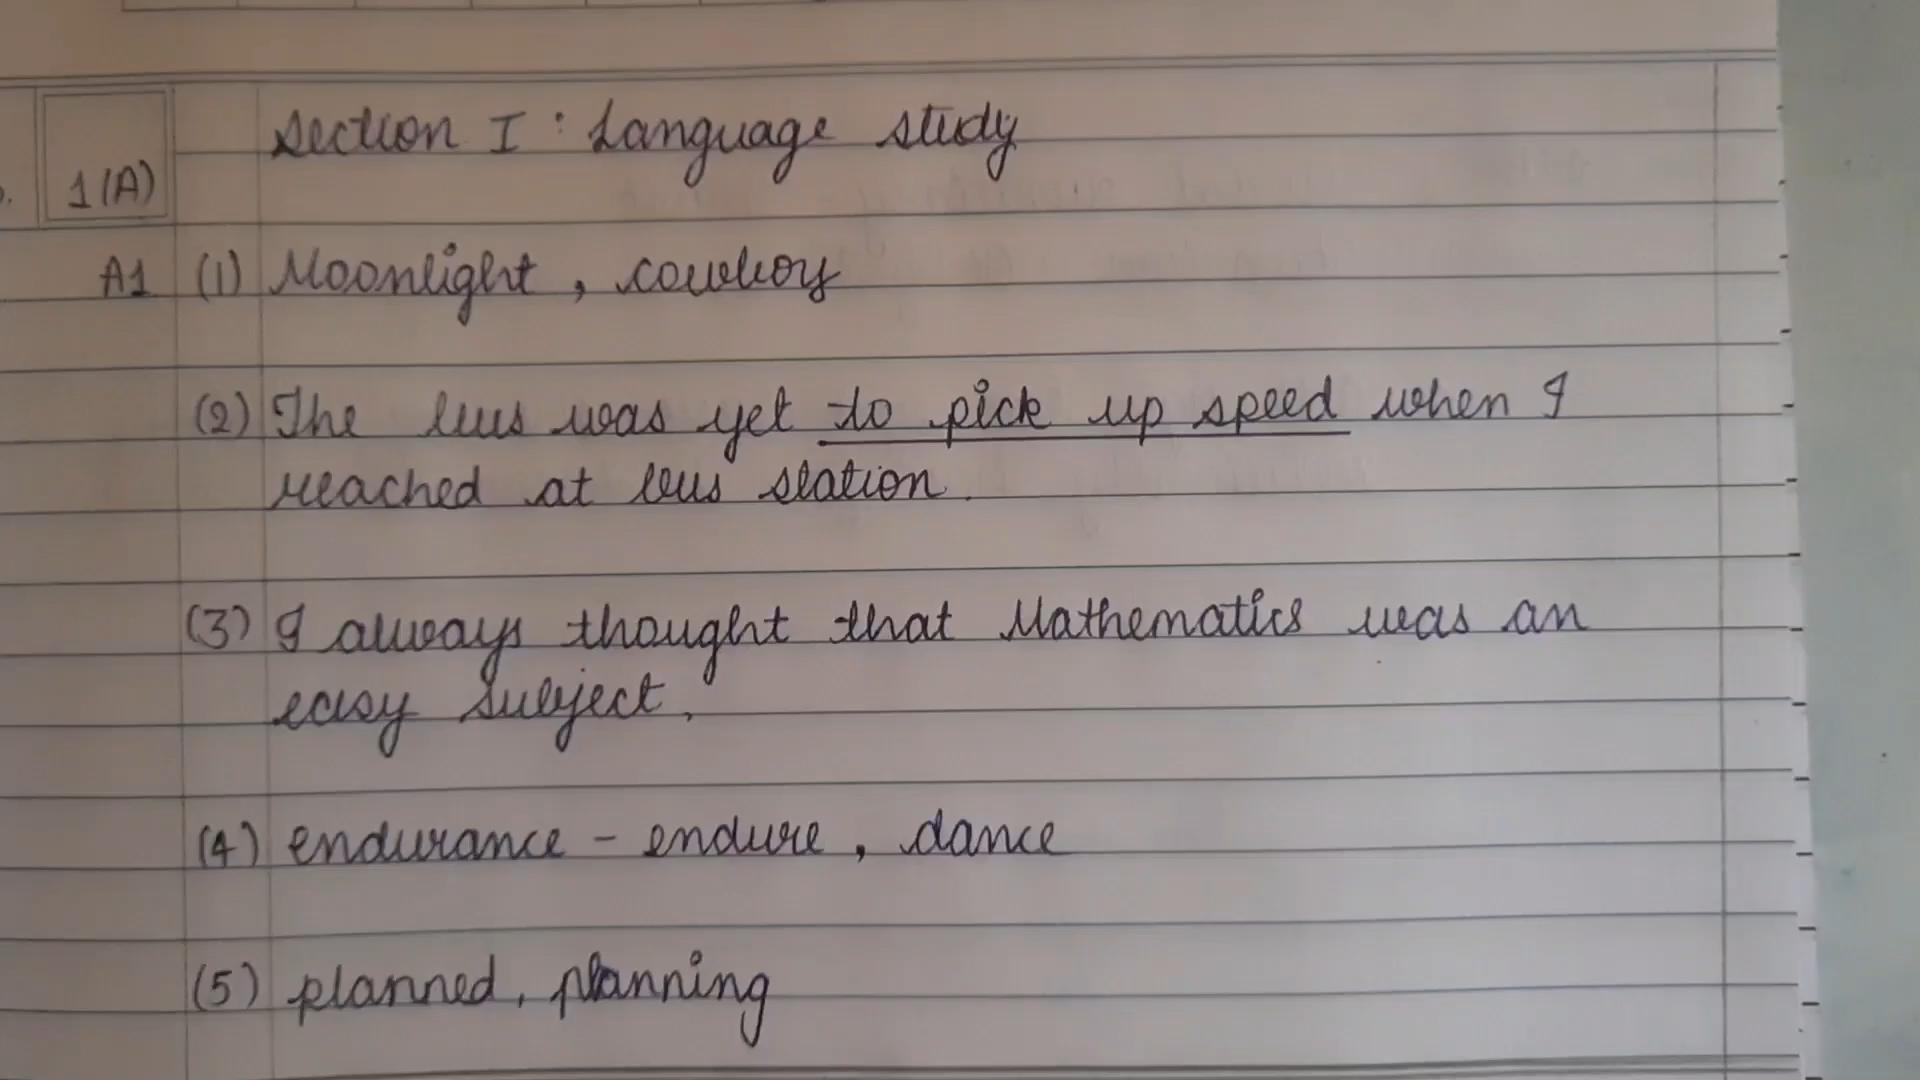 Section I : Language study
1(A)
A1 (1) Moonlight, cowboy
(2) The bus was yet to pick up speed when I
reached at bus station.
(3) I always thought that Mathematics was an
easy subject.
(4) endurance - endure, dance
(5) planned, planning